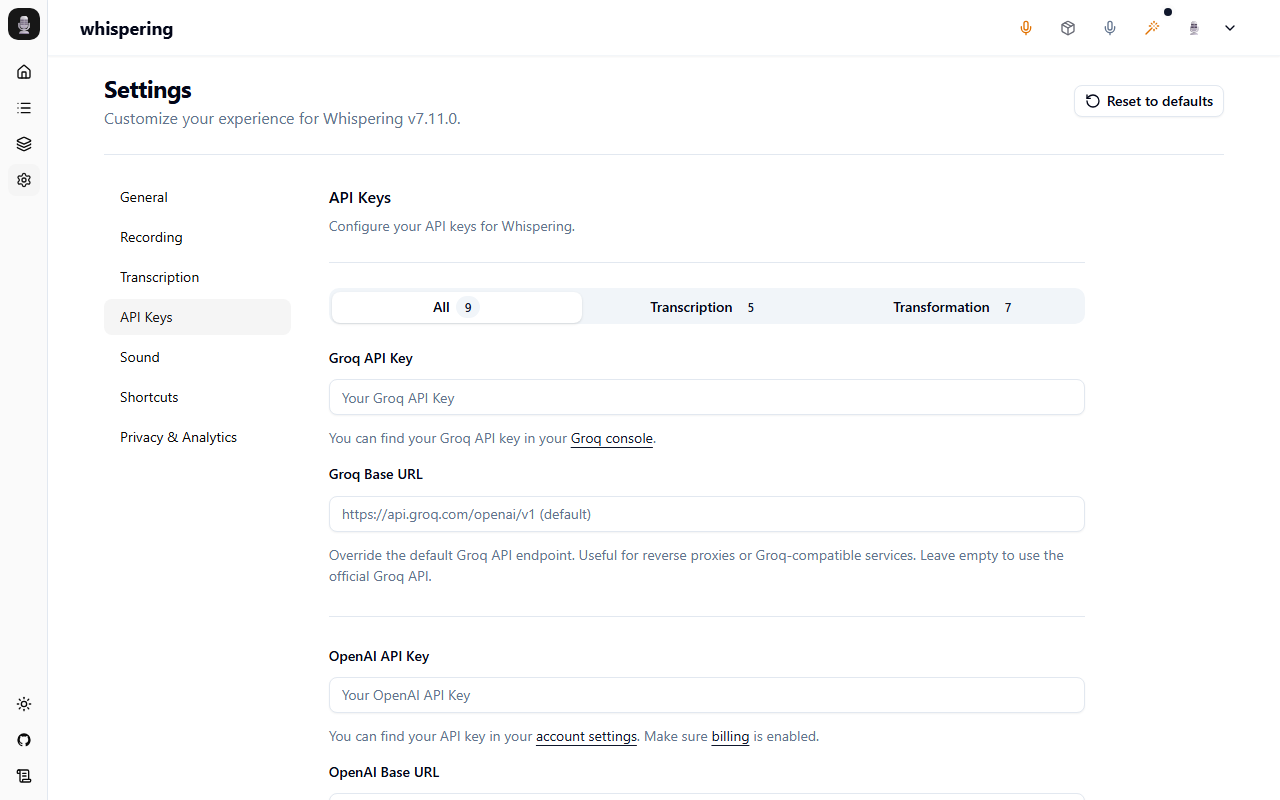 whispering
Settings
Customize your experience for Whispering v7.11.0.
Reset to defaults
General
Recording
Transcription
API Keys
Sound
Shortcuts
Privacy & Analytics
API Keys
Configure your API keys for Whispering.
All 9
Transcription 5
Transformation 7
Groq API Key
Your Groq API Key
You can find your Groq API key in your Groq console.
Groq Base URL
https://api.groq.com/openai/v1 (default)
Override the default Groq API endpoint. Useful for reverse proxies or Groq-compatible services. Leave empty to use the
official Groq API.
OpenAI API Key
Your OpenAI API Key
You can find your API key in your account settings. Make sure billing is enabled.
OpenAI Base URL